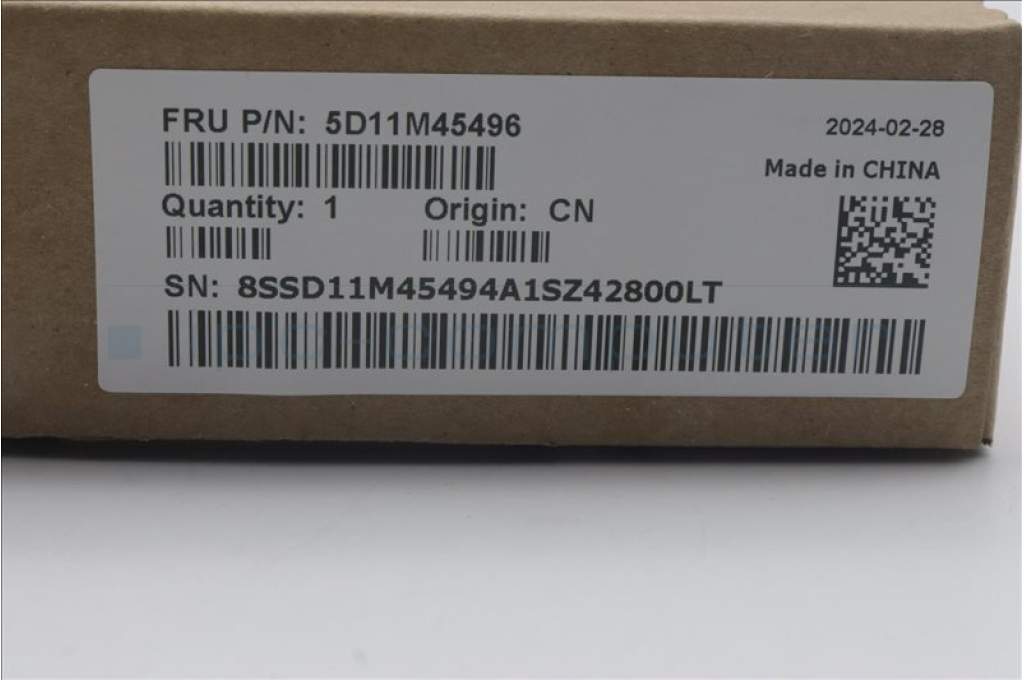 FRU P/N: 5D11M45496
2024-02-28
Made in CHINA
Quantity: 1 Origin: CN
SN: 8SSD11M45494A1SZ42800LT